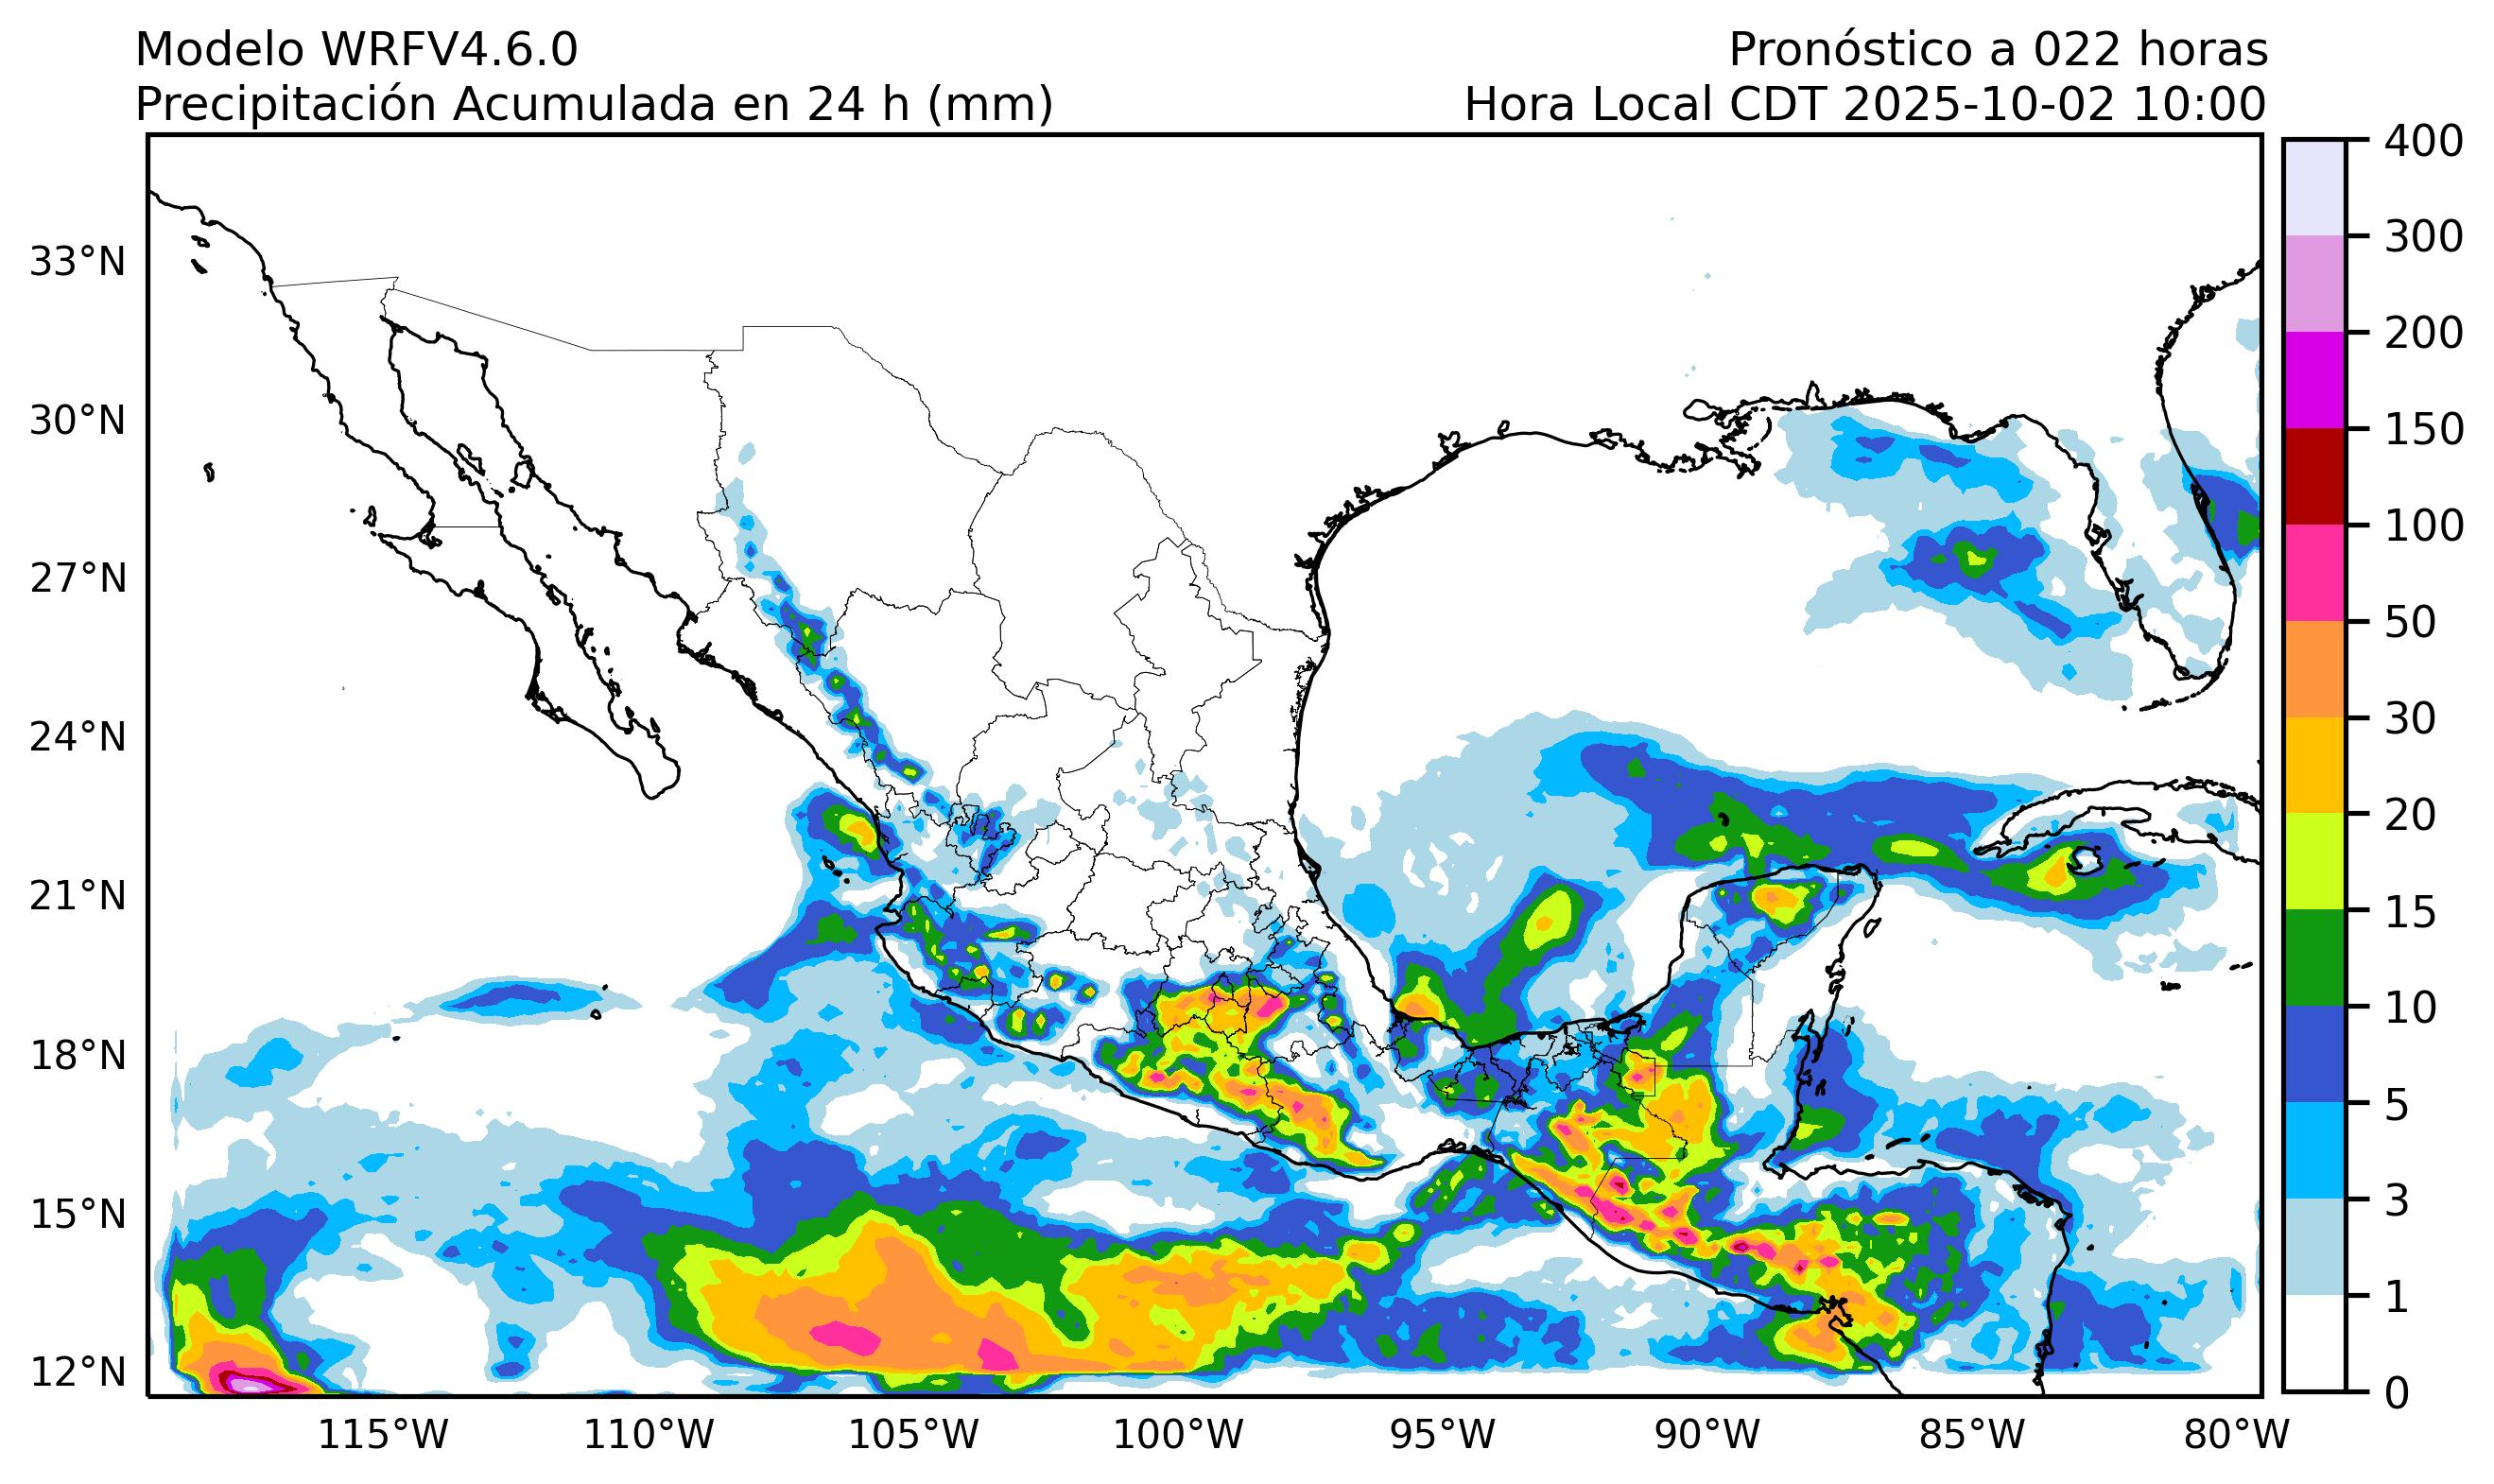 Modelo WRFV4.6.0
Pronóstico a 022 horas
Precipitación Acumulada en 24 h (mm)
Hora Local CDT 2025-10-02 10:00
33°N
30°N
27°N
24°N
21°N
18°N
15°N
12°N
115°W
110°W
105°W
100°W
95°W
90°W
85°W
80°W
400
300
200
150
100
50
30
20
15
10
5
3
1
0